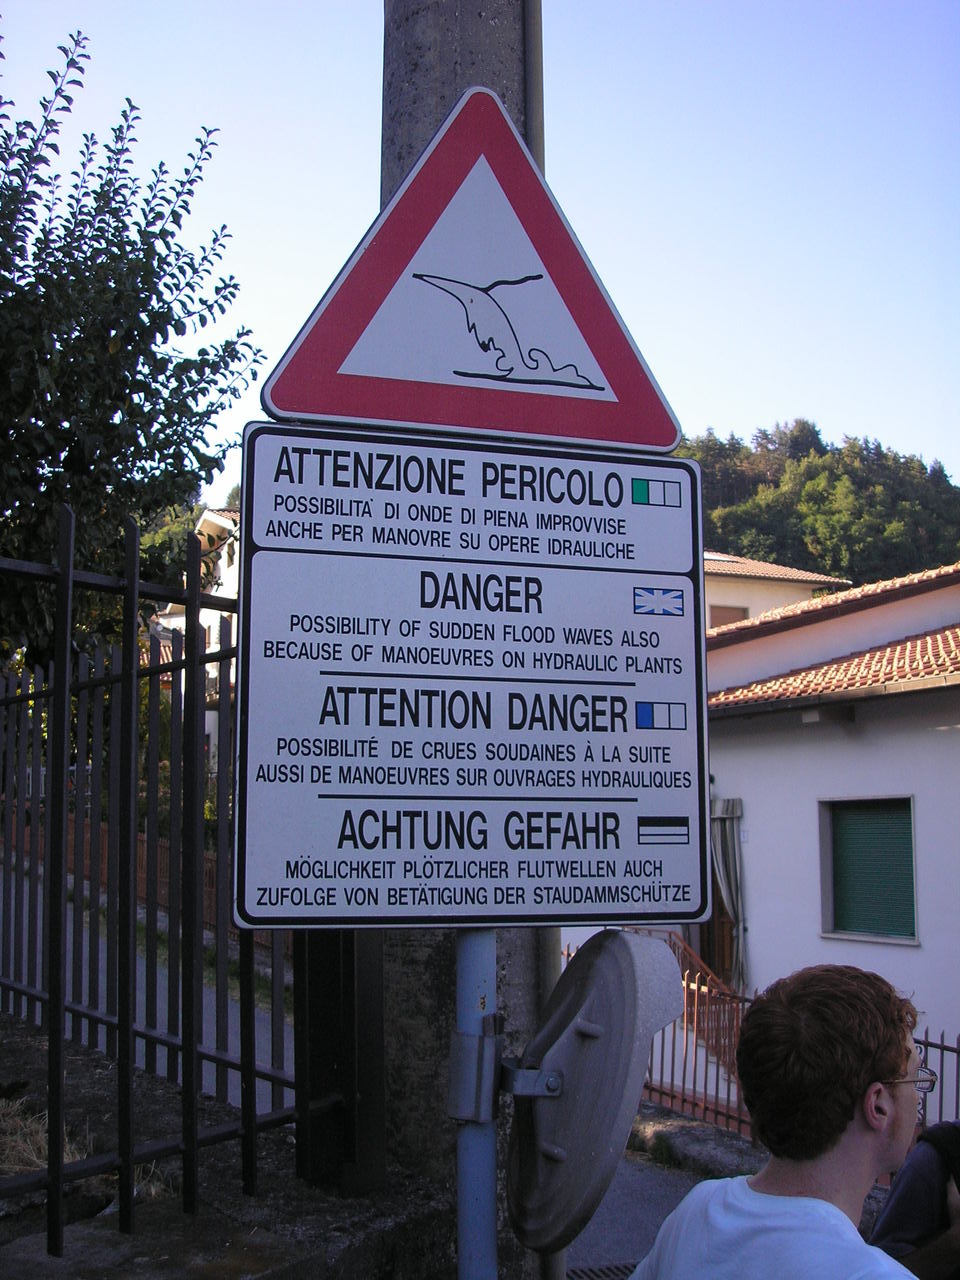 ATTENZIONE PERICOLO
POSSIBILITÀ DI ONDE DI PIENA IMPROVVISE
ANCHE PER MANOVRE SU OPERE IDRAULICHE
DANGER
POSSIBILITY OF SUDDEN FLOOD WAVES ALSO
BECAUSE OF MANOEUVRES ON HYDRAULIC PLANTS
ATTENTION DANGER
POSSIBILITÉ DE CRUES SOUDAINES À LA SUITE
AUSSI DE MANOEUVRES SUR OUVRAGES HYDRAULIQUES
ACHTUNG GEFAHR
MÖGLICHKEIT PLÖTZLICHER FLUTWELLEN AUCH
ZUFOLGE VON BETÄTIGUNG DER STAUDAMMSCHÜTZE